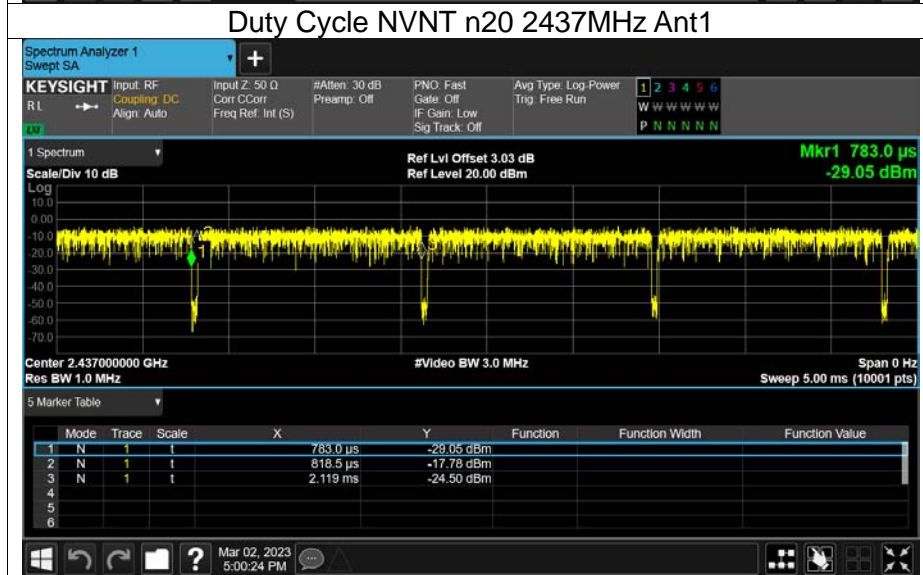 Duty Cycle NVNT n20 2437MHz Ant1
Spectrum Analyzer 1
Swept SA
+
KEYSIGHT Input: RF Input Z: 50 Ω #Atten: 30 dB PNO: Fast Avg Type: Log-Power 1 2 3 4 5 6
RL Coupling: DC Corr CCorr Preamp: Off Gate: Off Trig: Free Run W W W W W W
Align: Auto Freq Ref: Int (S) IF Gain: Low P N N N N N
LXI Sig Track: Off
1 Spectrum Ref Lvl Offset 3.03 dB Mkr1 783.0 µs
Scale/Div 10 dB Ref Level 20.00 dBm -29.05 dBm
Log
10.0
0.00
-10.0
-20.0
-30.0
-40.0
-50.0
-60.0
-70.0
Center 2.437000000 GHz #Video BW 3.0 MHz Span 0 Hz
Res BW 1.0 MHz Sweep 5.00 ms (10001 pts)
5 Marker Table
Mode Trace Scale X Y Function Function Width Function Value
1 N 1 t 783.0 µs -29.05 dBm
2 N 1 t 818.5 µs -17.78 dBm
3 N 1 t 2.119 ms -24.50 dBm
4
5
6
? Mar 02, 2023
5:00:24 PM